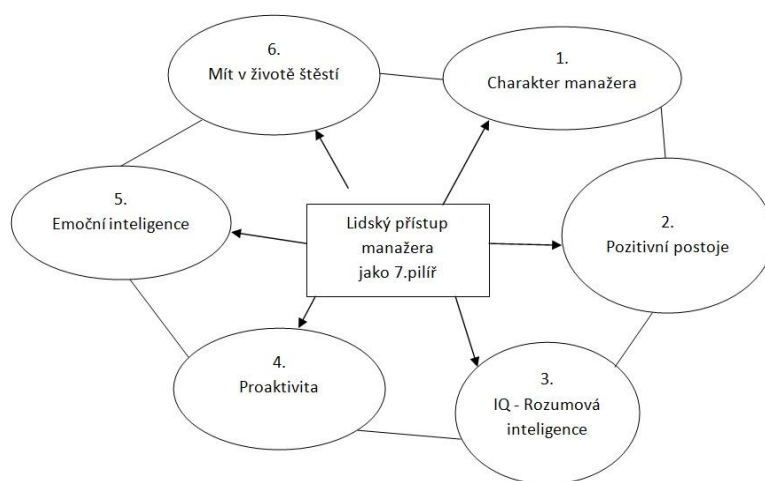 6.
Mít v životě štěstí
1.
Charakter manažera
5.
Emoční inteligence
Lidský přístup
manažera
jako 7.pilíř
2.
Pozitivní postoje
4.
Proaktivita
3.
IQ - Rozumová
inteligence